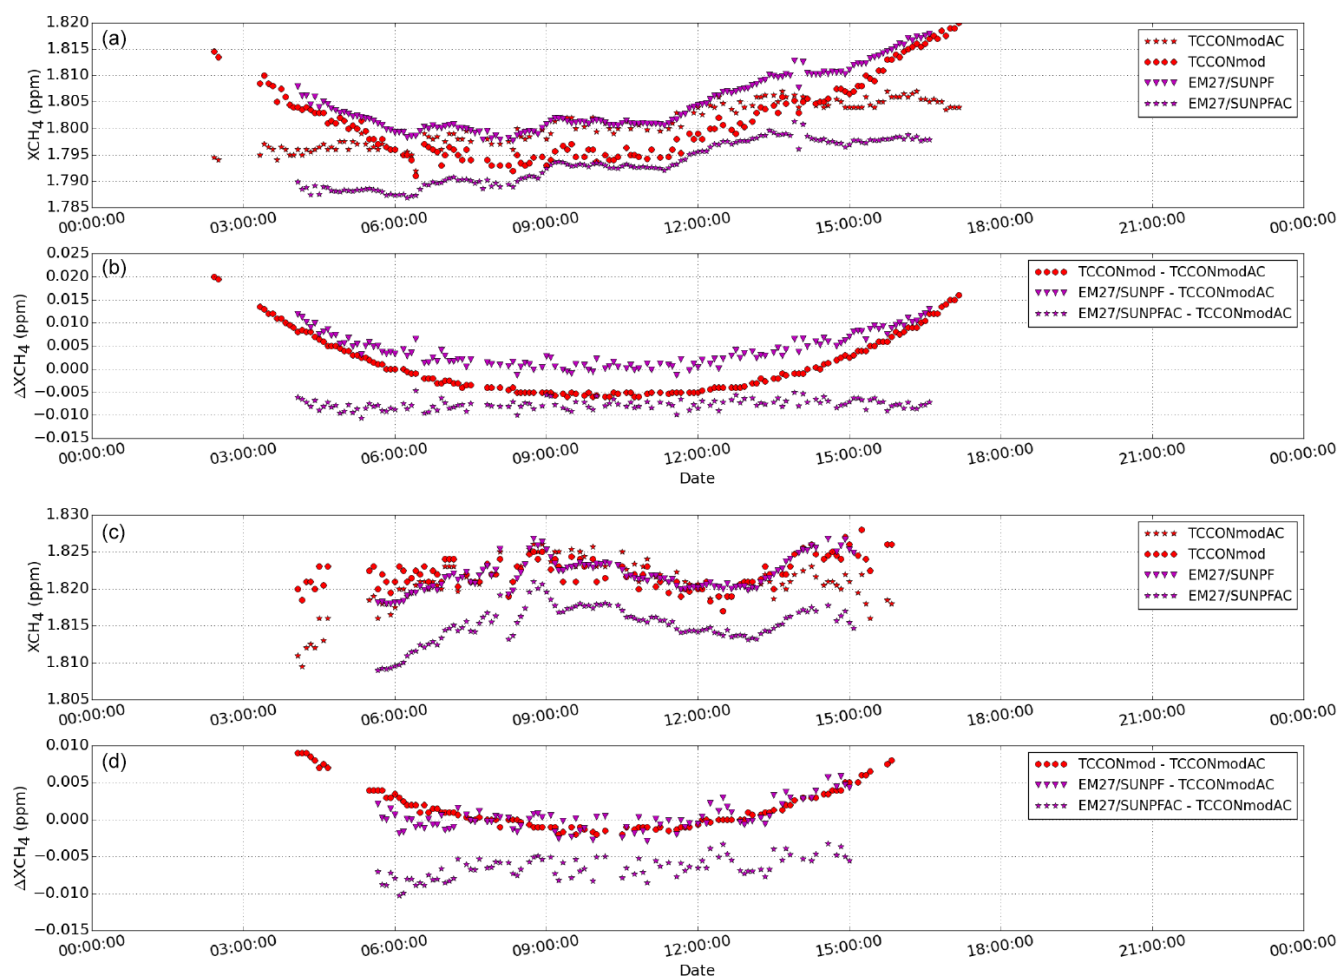 (a)
XCH4 (ppm)
1.820
1.815
1.810
1.805
1.800
1.795
1.790
1.785
TCCONmodAC
TCCONmod
EM27/SUNPF
EM27/SUNPFAC
00:00:00 03:00:00 06:00:00 09:00:00 12:00:00 15:00:00 18:00:00 21:00:00 00:00:00
(b)
ΔXCH4 (ppm)
0.025
0.020
0.015
0.010
0.005
0.000
−0.005
−0.010
−0.015
TCCONmod - TCCONmodAC
EM27/SUNPF - TCCONmodAC
EM27/SUNPFAC - TCCONmodAC
00:00:00 03:00:00 06:00:00 09:00:00 12:00:00 15:00:00 18:00:00 21:00:00 00:00:00
Date
(c)
XCH4 (ppm)
1.830
1.825
1.820
1.815
1.810
1.805
TCCONmodAC
TCCONmod
EM27/SUNPF
EM27/SUNPFAC
00:00:00 03:00:00 06:00:00 09:00:00 12:00:00 15:00:00 18:00:00 21:00:00 00:00:00
(d)
ΔXCH4 (ppm)
0.010
0.005
0.000
−0.005
−0.010
−0.015
TCCONmod - TCCONmodAC
EM27/SUNPF - TCCONmodAC
EM27/SUNPFAC - TCCONmodAC
00:00:00 03:00:00 06:00:00 09:00:00 12:00:00 15:00:00 18:00:00 21:00:00 00:00:00
Date